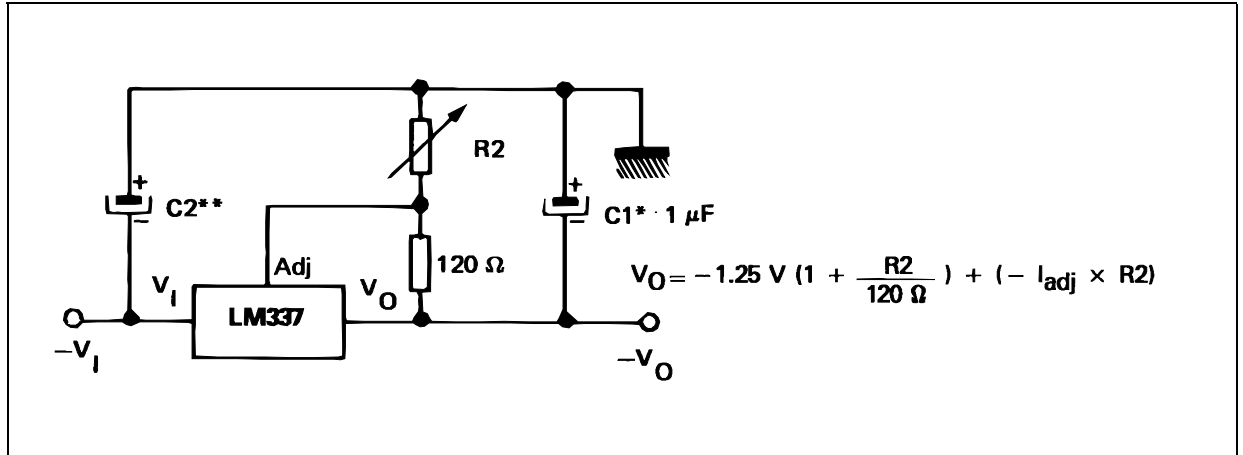 R2
+
C2**
−
+
C1* · 1 μF
−
Adj
120 Ω
V_I
V_O
LM337
−V_I
−V_O
V_O = −1.25 V (1 + R2 / 120 Ω ) + (− I_adj × R2)